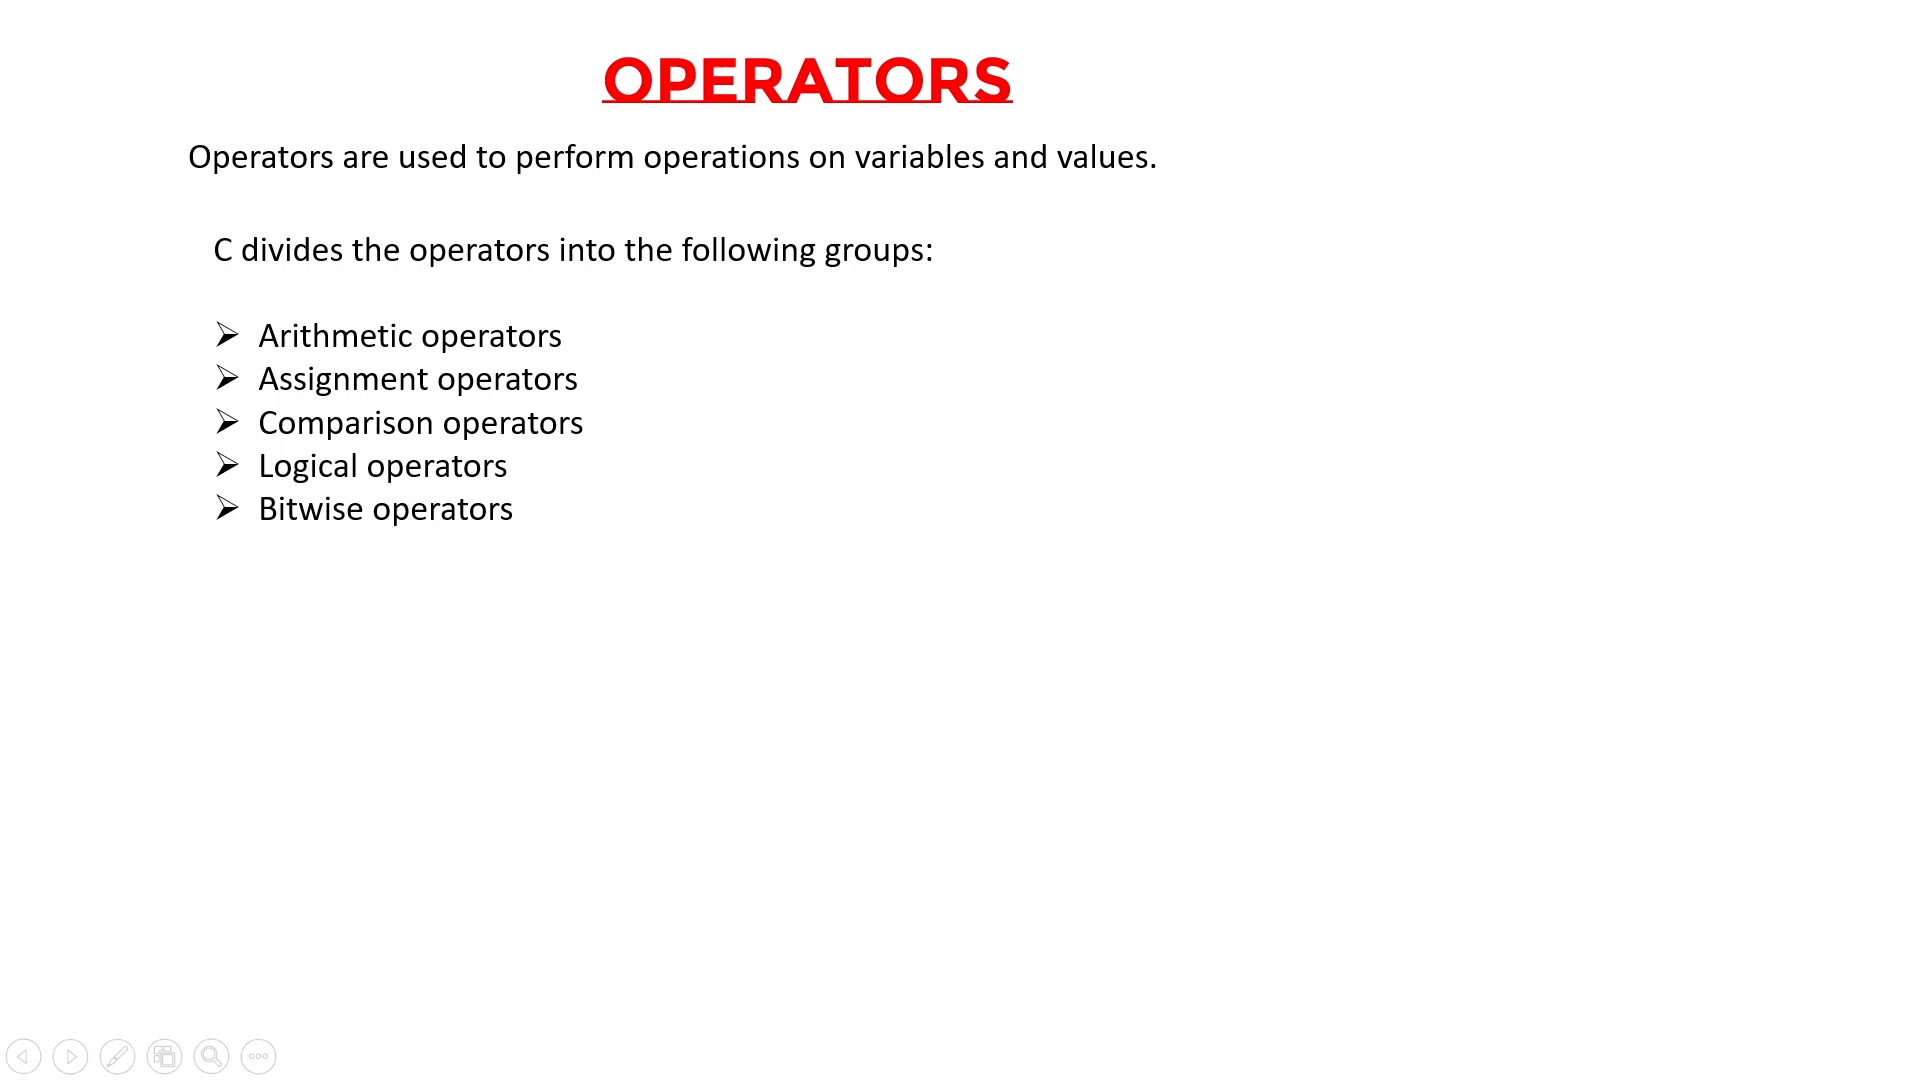 OPERATORS
Operators are used to perform operations on variables and values.
C divides the operators into the following groups:
➢ Arithmetic operators
➢ Assignment operators
➢ Comparison operators
➢ Logical operators
➢ Bitwise operators